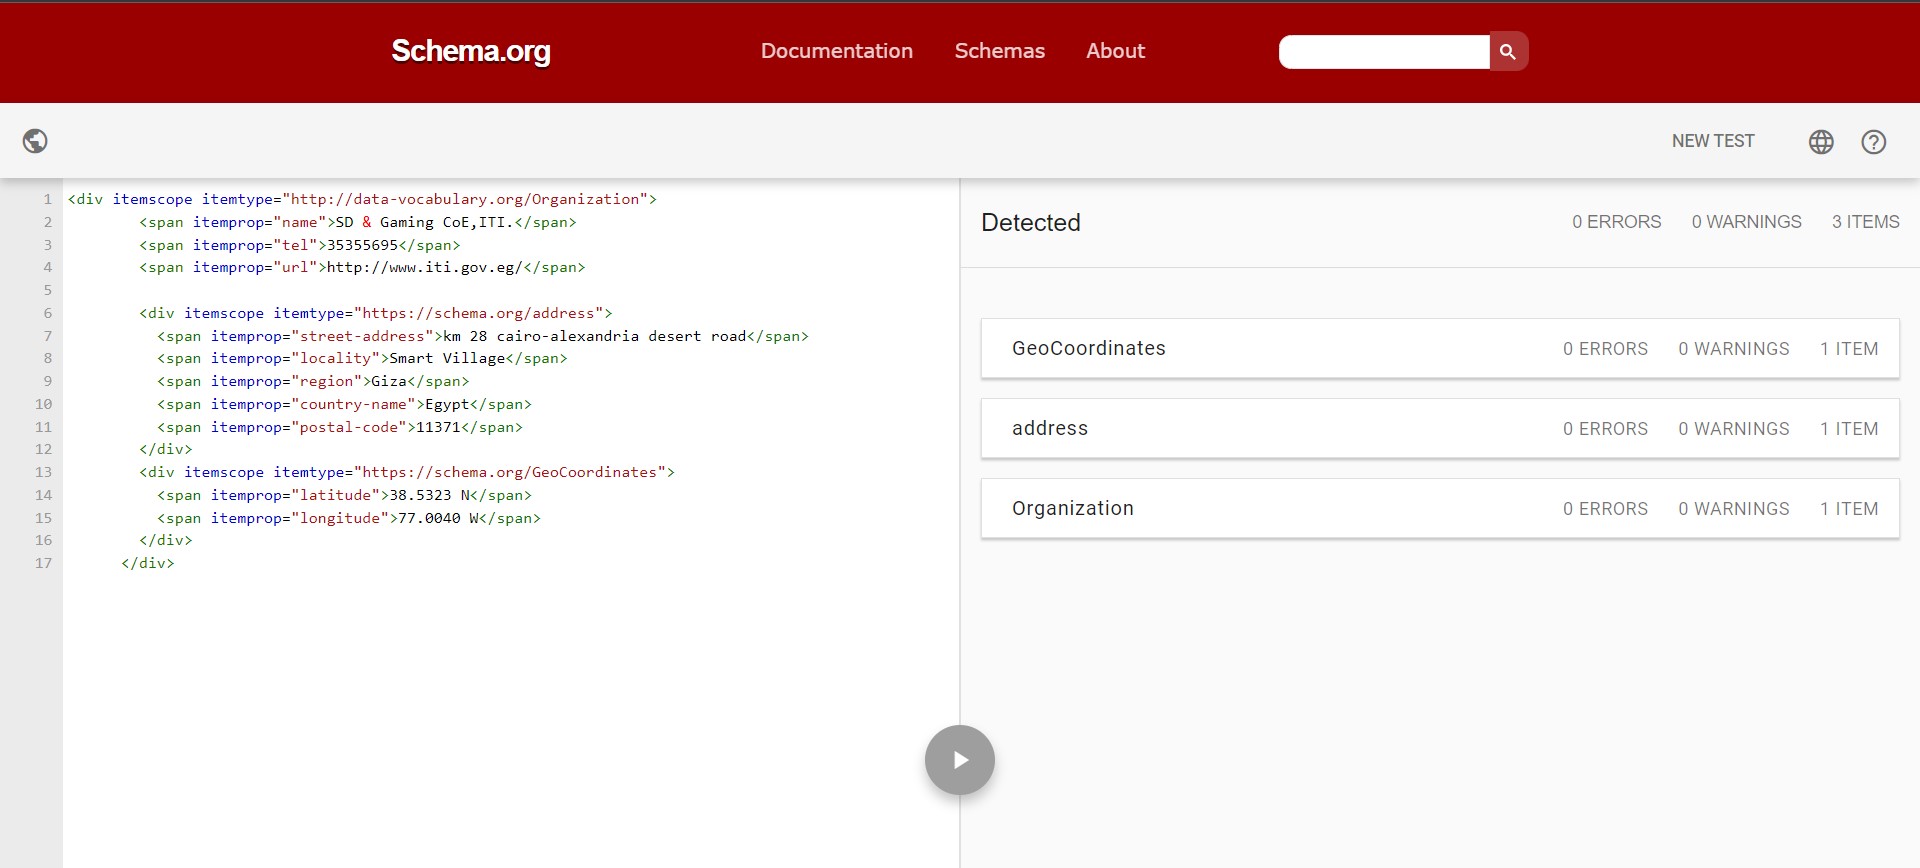 Schema.org
Documentation Schemas About
NEW TEST
1 <div itemscope itemtype="http://data-vocabulary.org/Organization">
2 <span itemprop="name">SD & Gaming CoE,ITI.</span>
3 <span itemprop="tel">35355695</span>
4 <span itemprop="url">http://www.iti.gov.eg/</span>
5
6 <div itemscope itemtype="https://schema.org/address">
7 <span itemprop="street-address">km 28 cairo-alexandria desert road</span>
8 <span itemprop="locality">Smart Village</span>
9 <span itemprop="region">Giza</span>
10 <span itemprop="country-name">Egypt</span>
11 <span itemprop="postal-code">11371</span>
12 </div>
13 <div itemscope itemtype="https://schema.org/GeoCoordinates">
14 <span itemprop="latitude">38.5323 N</span>
15 <span itemprop="longitude">77.0040 W</span>
16 </div>
17 </div>
Detected 0 ERRORS 0 WARNINGS 3 ITEMS
GeoCoordinates 0 ERRORS 0 WARNINGS 1 ITEM
address 0 ERRORS 0 WARNINGS 1 ITEM
Organization 0 ERRORS 0 WARNINGS 1 ITEM